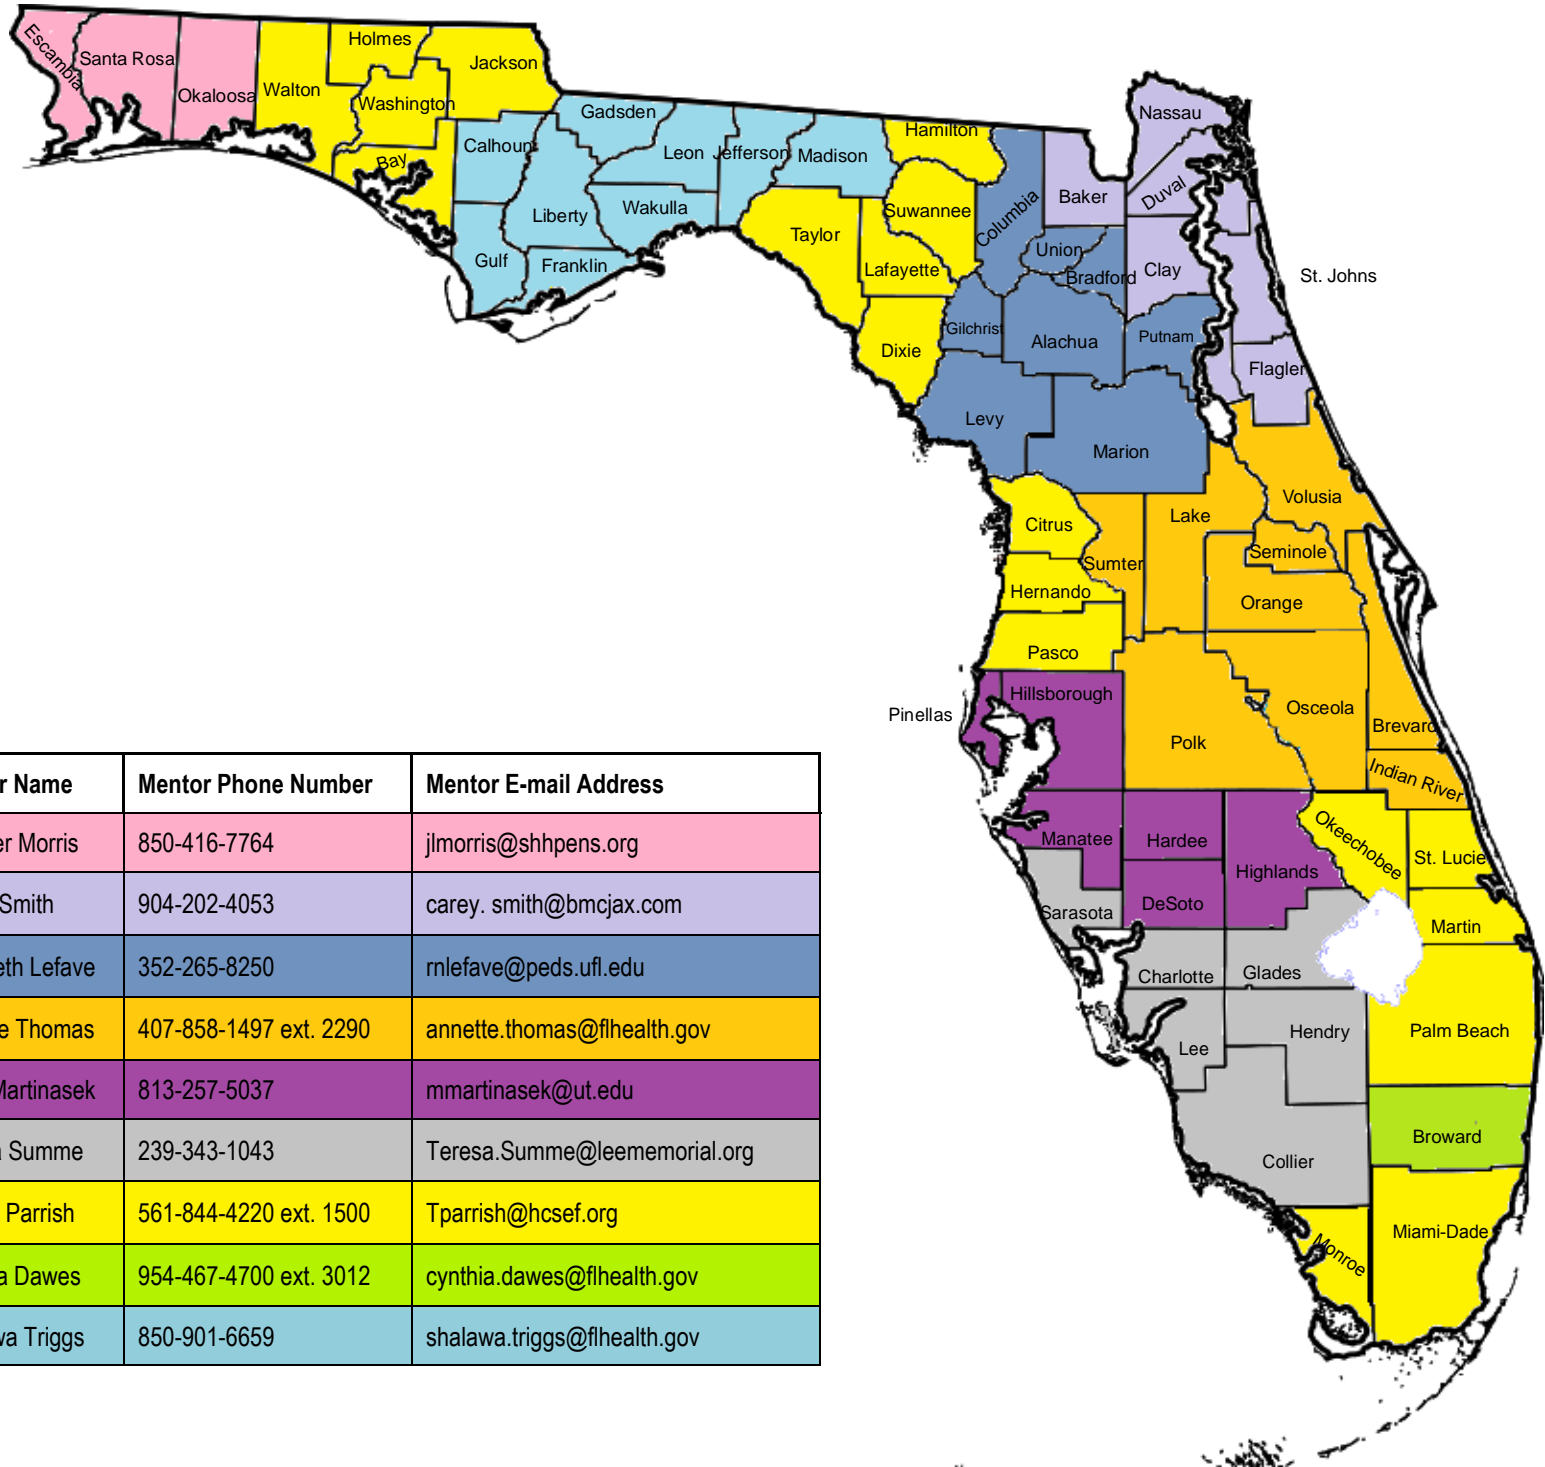 Escambia
Santa Rosa
Okaloosa
Walton
Holmes
Washington
Jackson
Bay
Calhoun
Gadsden
Liberty
Gulf
Franklin
Leon
Wakulla
Jefferson
Madison
Hamilton
Taylor
Suwannee
Lafayette
Dixie
Columbia
Baker
Nassau
Duval
Union
Bradford
Clay
St. Johns
Gilchrist
Alachua
Putnam
Flagler
Levy
Marion
Volusia
Citrus
Lake
Sumter
Seminole
Hernando
Orange
Pasco
Pinellas
Hillsborough
Polk
Osceola
Brevard
Indian River
Manatee
Hardee
Highlands
Okeechobee
St. Lucie
Sarasota
DeSoto
Martin
Charlotte
Glades
Lee
Hendry
Palm Beach
Collier
Broward
Monroe
Miami-Dade
r Name Mentor Phone Number Mentor E-mail Address
er Morris 850-416-7764 jlmorris@shhpens.org
Smith 904-202-4053 carey. smith@bmcjax.com
eth Lefave 352-265-8250 rnlefave@peds.ufl.edu
e Thomas 407-858-1497 ext. 2290 annette.thomas@flhealth.gov
Martinasek 813-257-5037 mmartinasek@ut.edu
a Summe 239-343-1043 Teresa.Summe@leememorial.org
Parrish 561-844-4220 ext. 1500 Tparrish@hcsef.org
a Dawes 954-467-4700 ext. 3012 cynthia.dawes@flhealth.gov
va Triggs 850-901-6659 shalawa.triggs@flhealth.gov